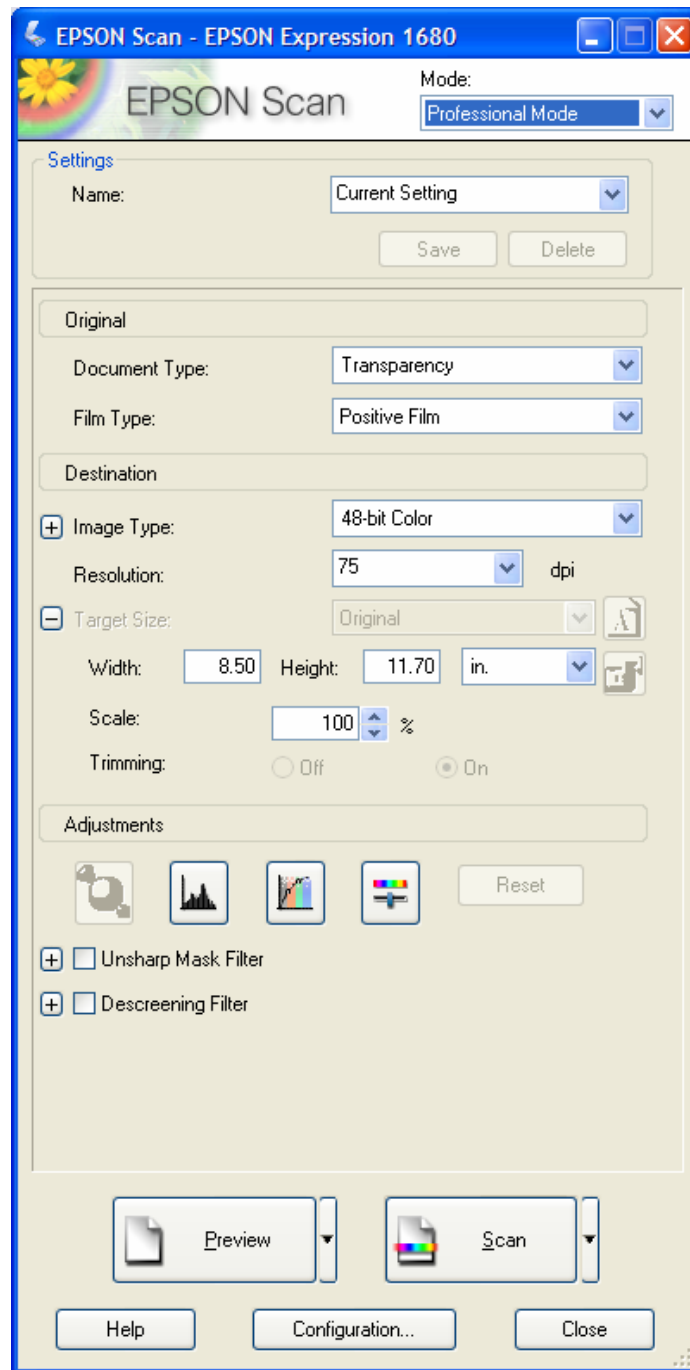 EPSON Scan - EPSON Expression 1680
EPSON Scan
Mode:
Professional Mode
Settings
Name: Current Setting
Save Delete
Original
Document Type: Transparency
Film Type: Positive Film
Destination
Image Type: 48-bit Color
Resolution: 75 dpi
Target Size: Original
Width: 8.50 Height: 11.70 in.
Scale: 100 %
Trimming: Off On
Adjustments
Reset
Unsharp Mask Filter
Descreening Filter
Preview Scan
Help Configuration... Close